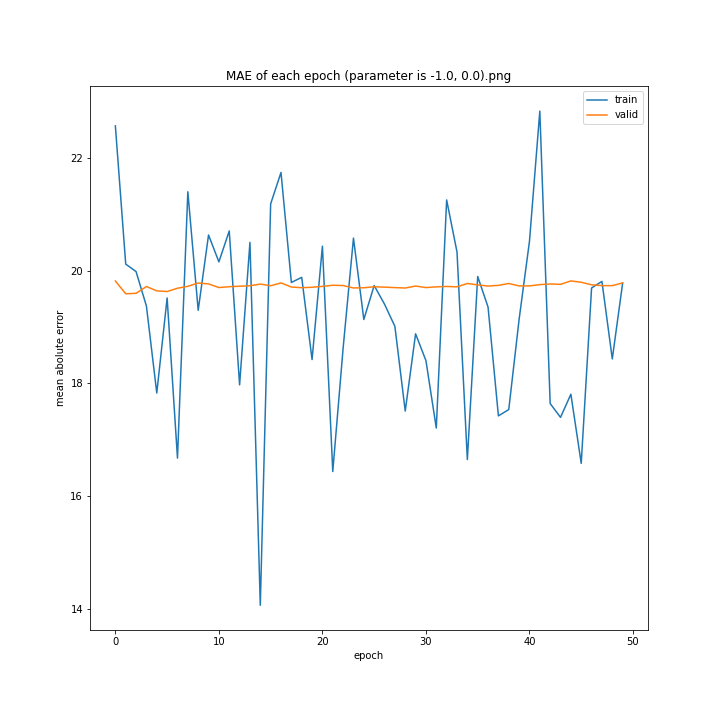 MAE of each epoch (parameter is -1.0, 0.0).png
train
valid
22
20
18
16
14
mean abolute error
0
10
20
30
40
50
epoch